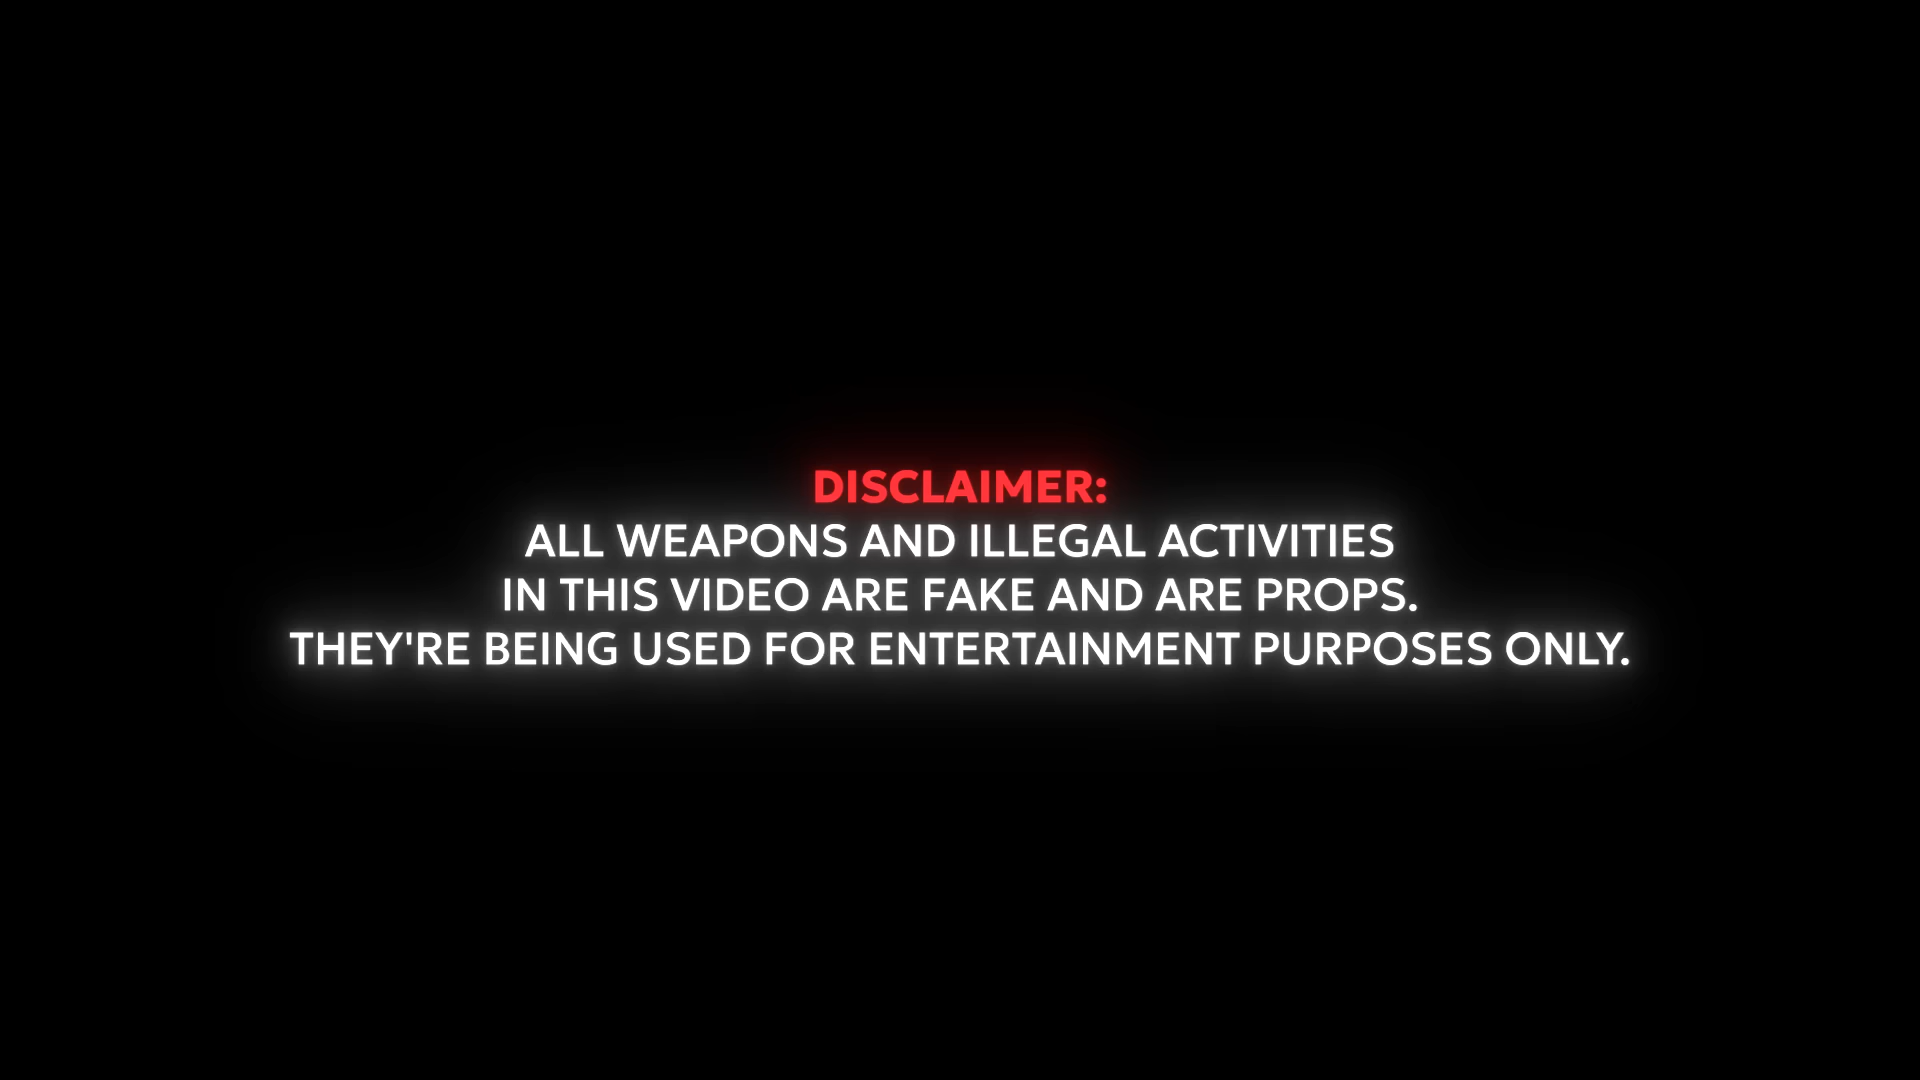 DISCLAIMER:
ALL WEAPONS AND ILLEGAL ACTIVITIES
IN THIS VIDEO ARE FAKE AND ARE PROPS.
THEY'RE BEING USED FOR ENTERTAINMENT PURPOSES ONLY.